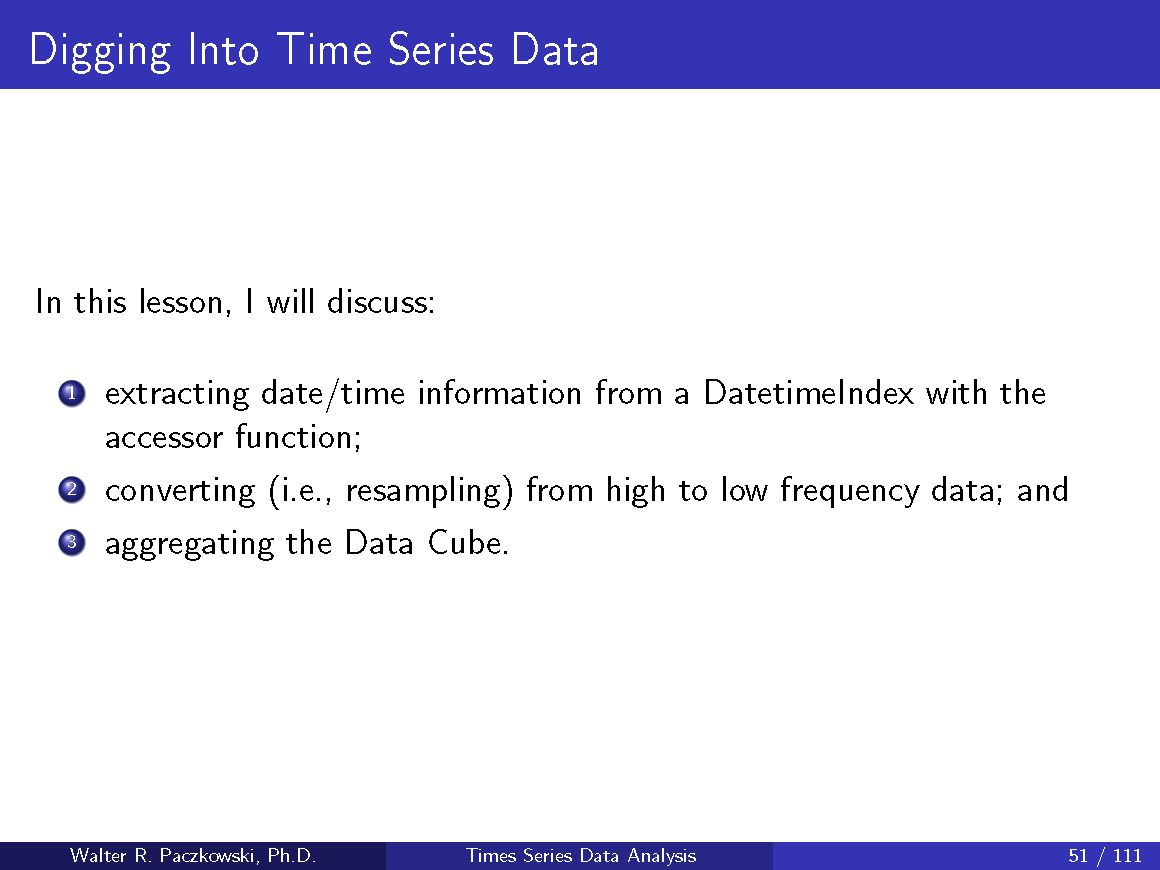 Digging Into Time Series Data
In this lesson, I will discuss:
1 extracting date/time information from a DatetimeIndex with the
accessor function;
2 converting (i.e., resampling) from high to low frequency data; and
3 aggregating the Data Cube.
Walter R. Paczkowski, Ph.D. Times Series Data Analysis 51 / 111